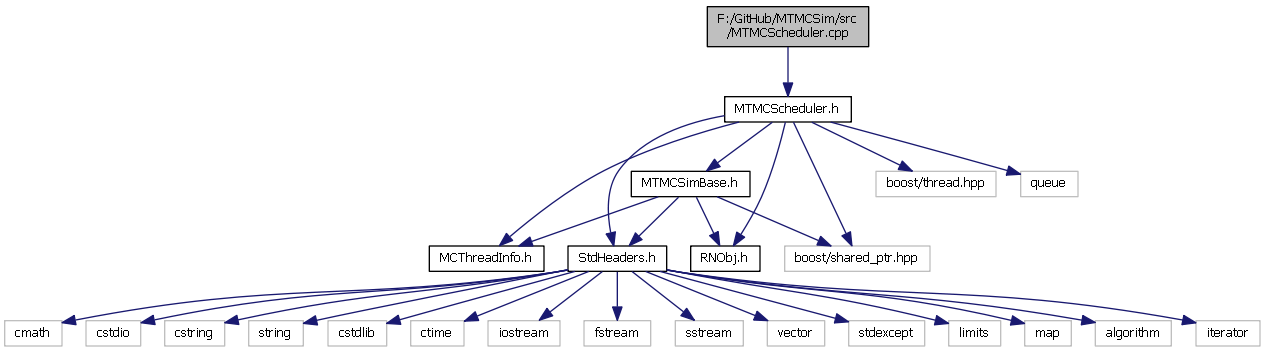 F:/GitHub/MTMCSim/src
/MTMCScheduler.cpp
MTMCScheduler.h
MTMCSimBase.h
boost/thread.hpp
queue
MCThreadInfo.h
StdHeaders.h
RNObj.h
boost/shared_ptr.hpp
cmath
cstdio
cstring
string
cstdlib
ctime
iostream
fstream
sstream
vector
stdexcept
limits
map
algorithm
iterator